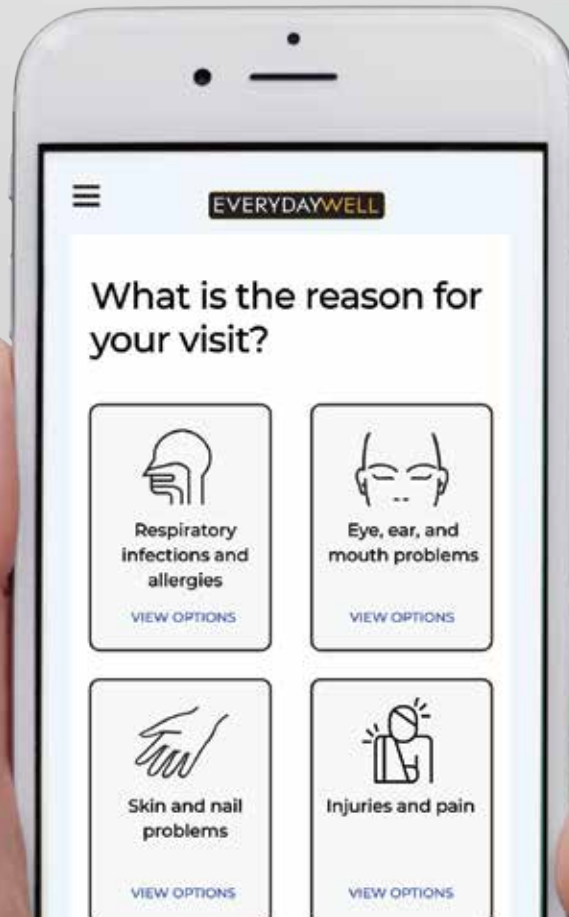 EVERYDAYWELL
What is the reason for
your visit?
Respiratory
infections and
allergies
VIEW OPTIONS
Eye, ear, and
mouth problems
VIEW OPTIONS
Skin and nail
problems
VIEW OPTIONS
Injuries and pain
VIEW OPTIONS